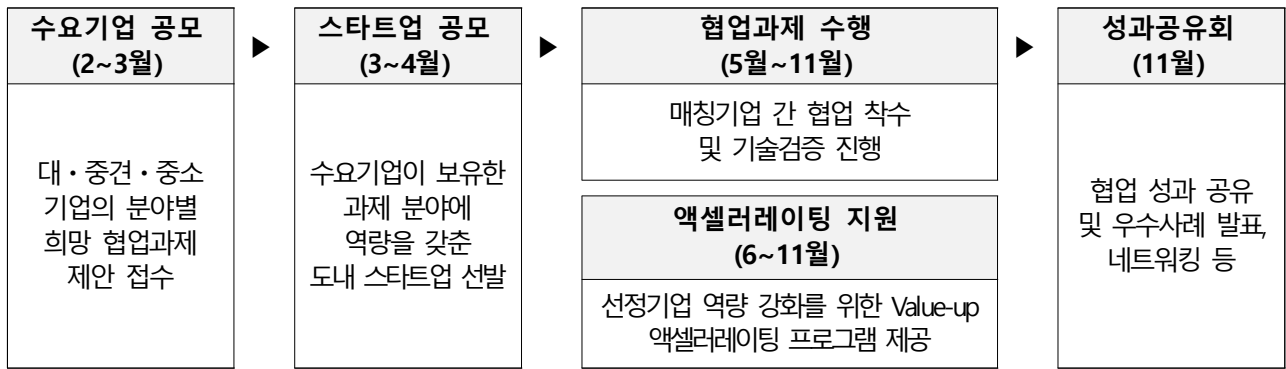 수요기업 공모
(2~3월)
대・중견・중소
기업의 분야별
희망 협업과제
제안 접수
▶
스타트업 공모
(3~4월)
수요기업이 보유한
과제 분야에
역량을 갖춘
도내 스타트업 선발
▶
협업과제 수행
(5월~11월)
매칭기업 간 협업 착수
및 기술검증 진행
액셀러레이팅 지원
(6~11월)
선정기업 역량 강화를 위한 Value-up
액셀러레이팅 프로그램 제공
▶
성과공유회
(11월)
협업 성과 공유
및 우수사례 발표,
네트워킹 등